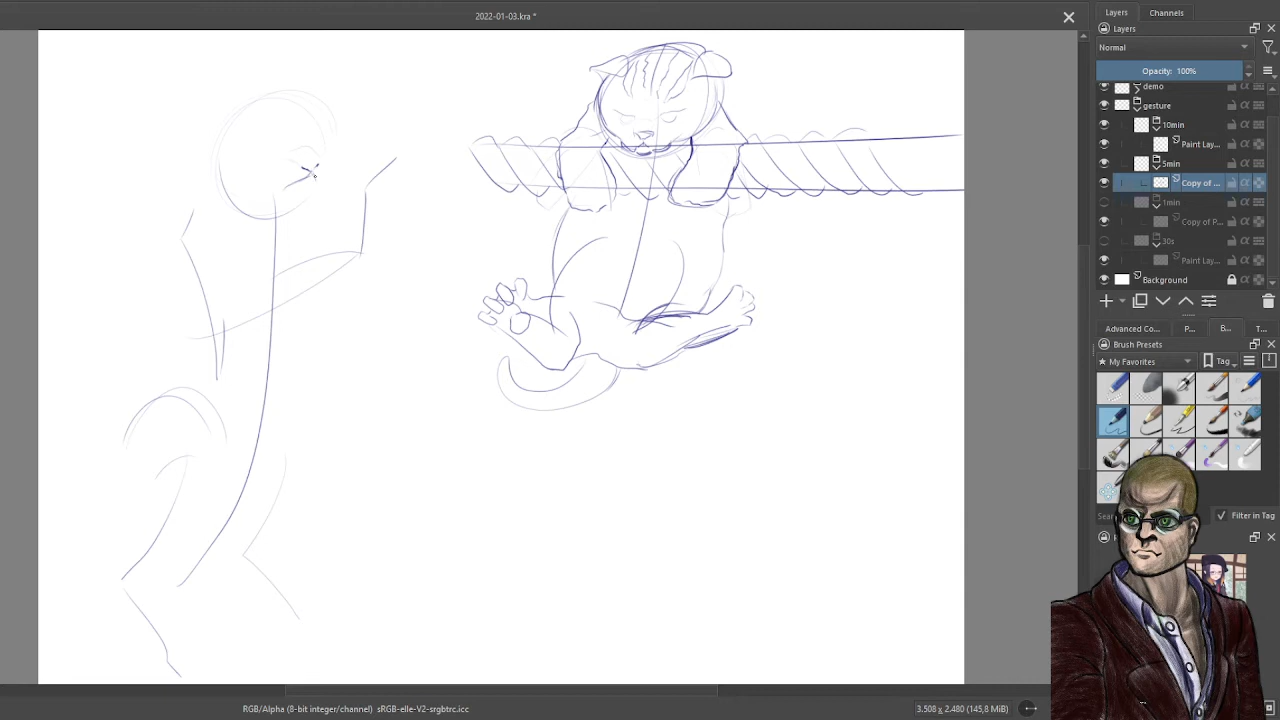 2022-01-03.kra *
Layers
Channels
Layers
Normal
Opacity: 100%
demo
gesture
10min
Paint Lay...
5min
Copy of ...
1min
Copy of P...
30s
Paint Lay...
Background
Advanced Co...
P...
B...
T...
Brush Presets
★ My Favorites
Tag
Filter in Tag
RGB/Alpha (8-bit integer/channel) sRGB-elle-V2-srgbtrc.icc
3.508 x 2.480 (145,8 MiB)